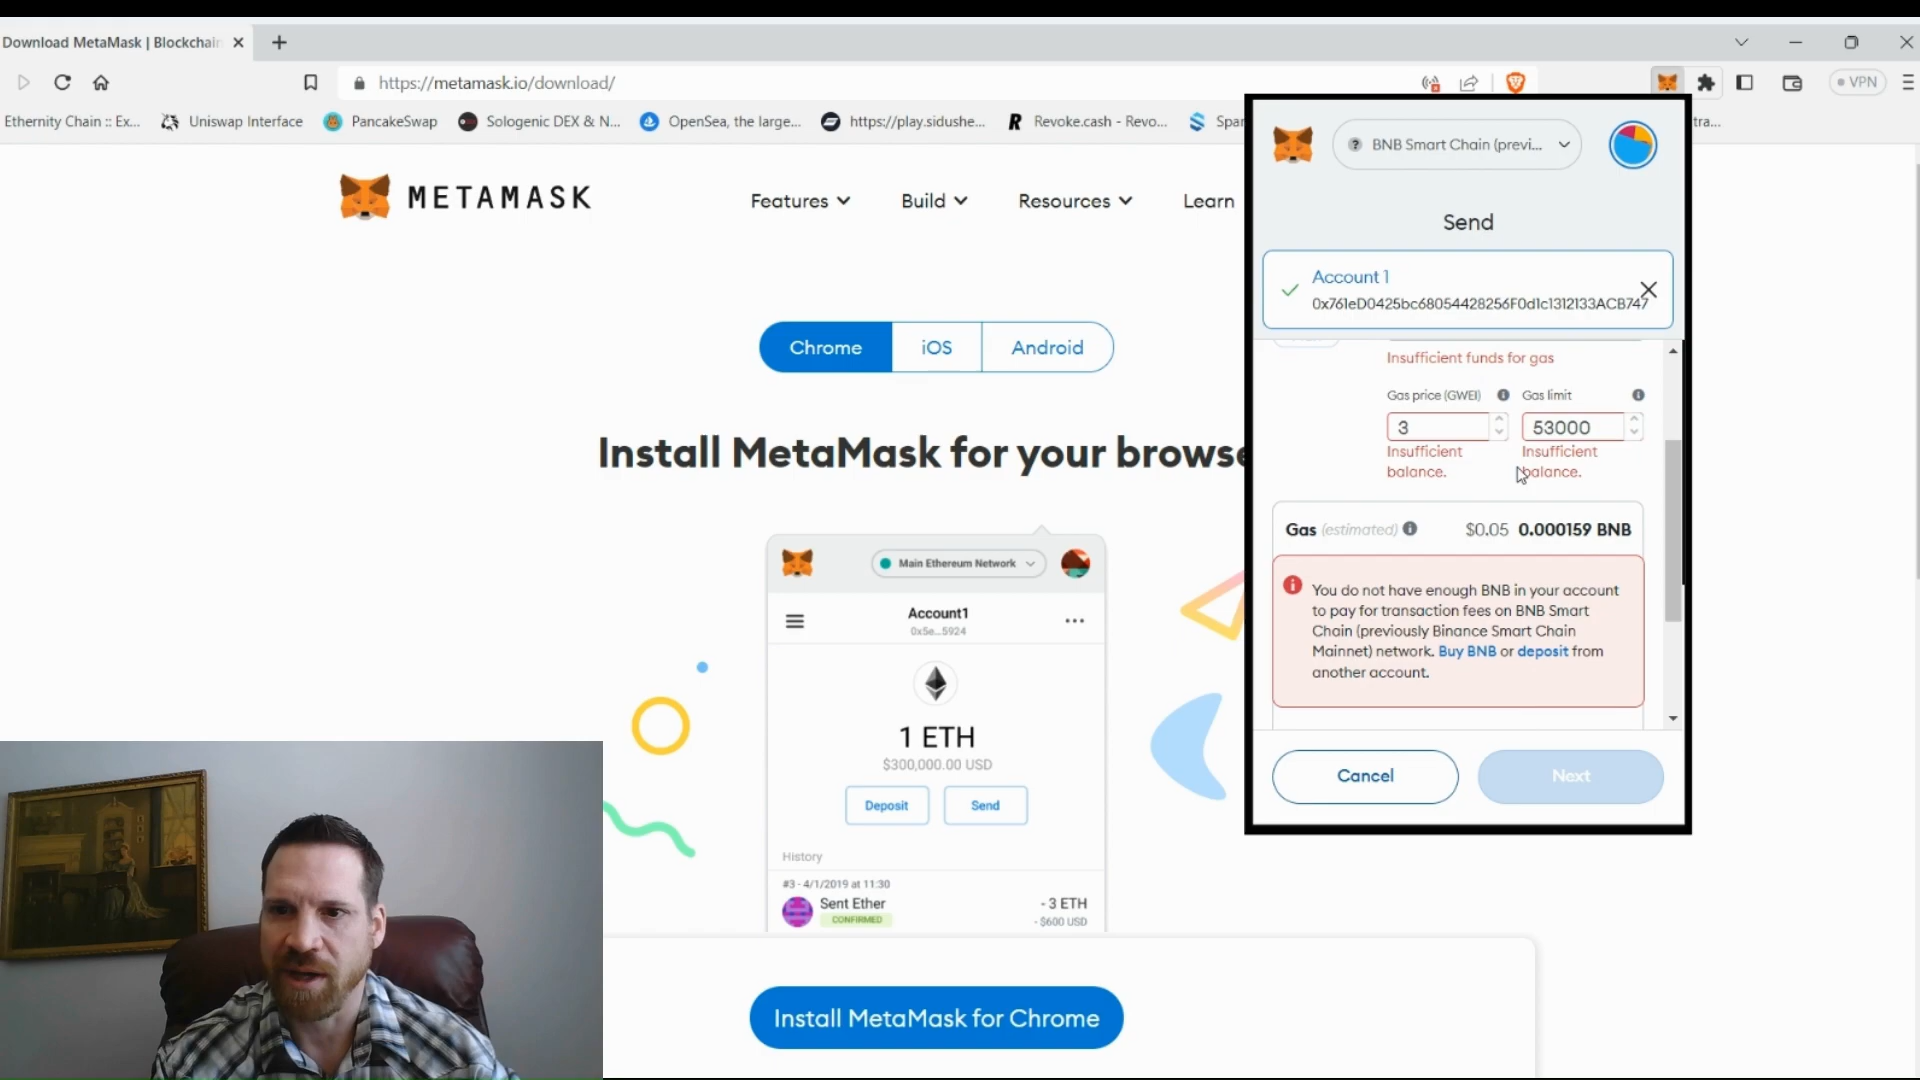 Download MetaMask | Blockchain
https://metamask.io/download/
VPN
Ethernity Chain :: Ex...
Uniswap Interface
PancakeSwap
Sologenic DEX & N...
OpenSea, the large...
https://play.sidushe...
Revoke.cash - Revo...
Spar
tra...
METAMASK
Features
Build
Resources
Learn
Chrome
iOS
Android
Install MetaMask for your browse
Main Ethereum Network
Account1
0x5e...5924
1 ETH
$300,000.00 USD
Deposit
Send
History
#3 - 4/1/2019 at 11:30
Sent Ether
- 3 ETH
CONFIRMED
- $600 USD
Install MetaMask for Chrome
BNB Smart Chain (previ...
Send
Account 1
0x761eD0425bc68054428256F0d1c1312133ACB747
Insufficient funds for gas
Gas price (GWEI)
Gas limit
3
53000
Insufficient
balance.
Insufficient
balance.
Gas (estimated) $0.05 0.000159 BNB
You do not have enough BNB in your account
to pay for transaction fees on BNB Smart
Chain (previously Binance Smart Chain
Mainnet) network. Buy BNB or deposit from
another account.
Cancel
Next